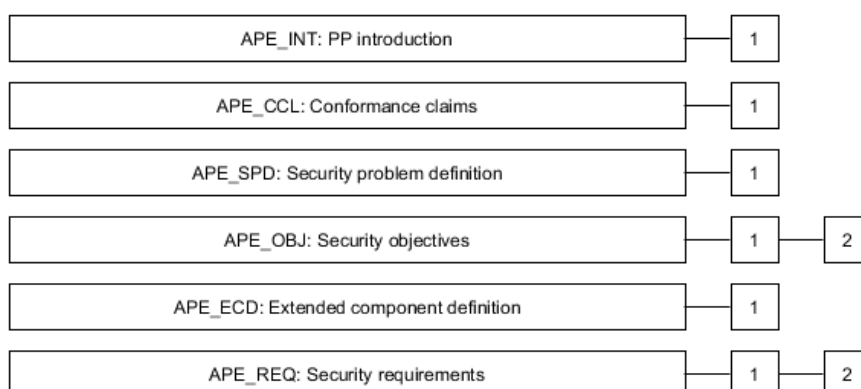 APE_INT: PP introduction 1
APE_CCL: Conformance claims 1
APE_SPD: Security problem definition 1
APE_OBJ: Security objectives 1 2
APE_ECD: Extended component definition 1
APE_REQ: Security requirements 1 2